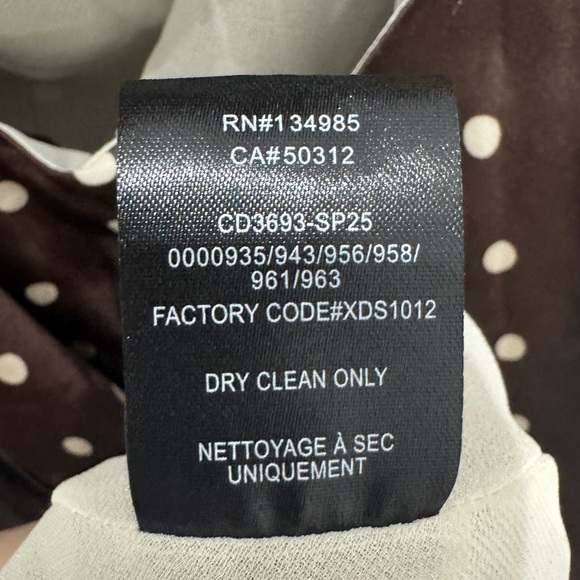 RN#134985
CA#50312
CD3693-SP25
0000935/943/956/958/
961/963
FACTORY CODE#XDS1012
DRY CLEAN ONLY
NETTOYAGE À SEC
UNIQUEMENT